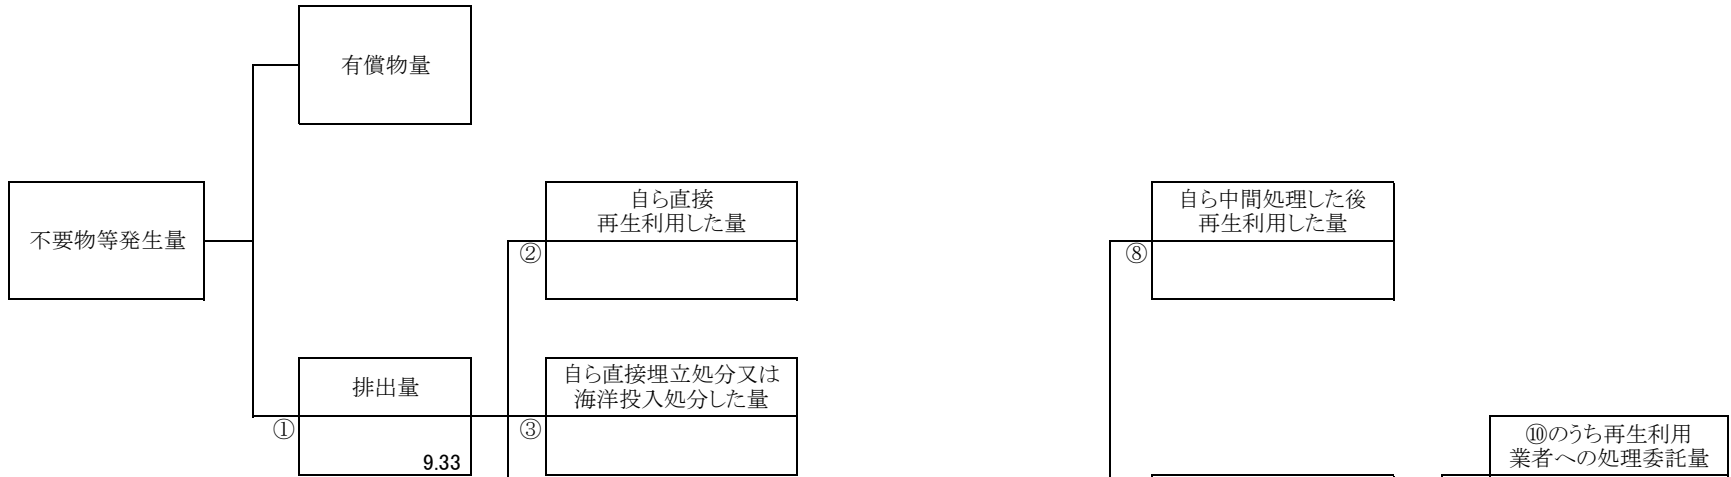 有償物量
不要物等発生量
自ら直接
再生利用した量
②
自ら中間処理した後
再生利用した量
⑧
排出量
①
9.33
自ら直接埋立処分又は
海洋投入処分した量
③
⑩のうち再生利用
業者への処理委託量